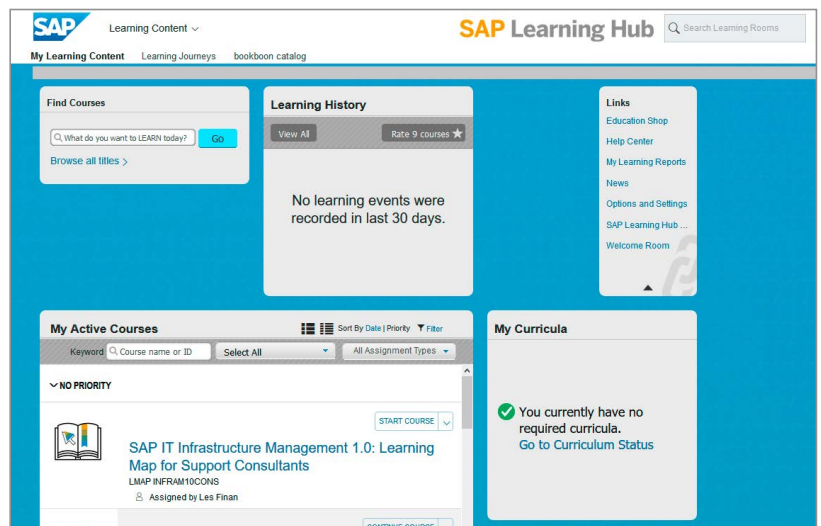 SAP
Learning Content
SAP Learning Hub
Search Learning Rooms
My Learning Content
Learning Journeys
bookboon catalog
Find Courses
What do you want to LEARN today?
Go
Browse all titles >
Learning History
View All
Rate 9 courses
No learning events were
recorded in last 30 days.
Links
Education Shop
Help Center
My Learning Reports
News
Options and Settings
SAP Learning Hub ...
Welcome Room
My Active Courses
Sort By Date | Priority
Filter
Keyword
Course name or ID
Select All
All Assignment Types
NO PRIORITY
START COURSE
SAP IT Infrastructure Management 1.0: Learning
Map for Support Consultants
LMAP INFRAM10CONS
Assigned by Les Finan
CONTINUE COURSE
My Curricula
You currently have no
required curricula.
Go to Curriculum Status